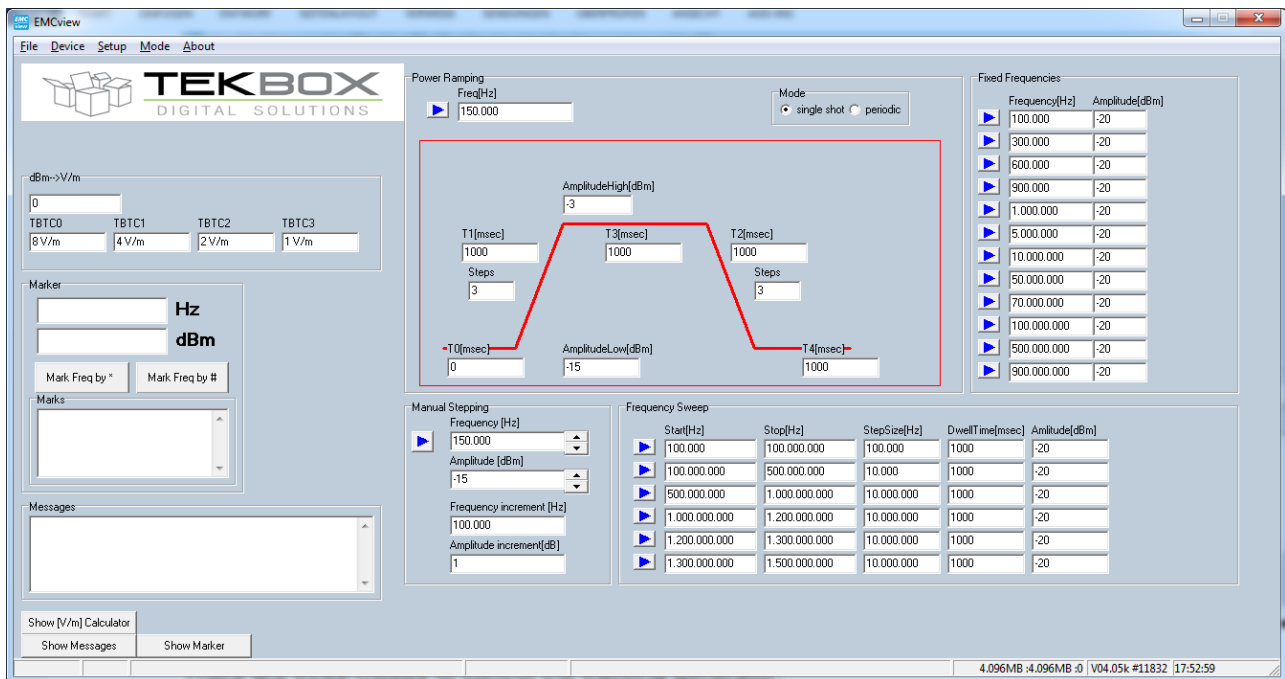 EMCview
File Device Setup Mode About
TEKBOX
DIGITAL SOLUTIONS
dBm-->V/m
0
TBTC0 TBTC1 TBTC2 TBTC3
8 V/m 4 V/m 2 V/m 1 V/m
Marker
Hz
dBm
Mark Freq by * Mark Freq by #
Marks
Messages
Show [V/m] Calculator
Show Messages Show Marker
Power Ramping
Freq[Hz]
150.000
Mode
single shot periodic
AmplitudeHigh[dBm]
-3
T1[msec] T3[msec] T2[msec]
1000 1000 1000
Steps Steps
3 3
T0[msec] AmplitudeLow[dBm] T4[msec]
0 -15 1000
Fixed Frequencies
Frequency[Hz] Amplitude[dBm]
100.000 -20
300.000 -20
600.000 -20
900.000 -20
1.000.000 -20
5.000.000 -20
10.000.000 -20
50.000.000 -20
70.000.000 -20
100.000.000 -20
500.000.000 -20
900.000.000 -20
Manual Stepping
Frequency [Hz]
150.000
Amplitude [dBm]
-15
Frequency increment [Hz]
100.000
Amplitude increment[dB]
1
Frequency Sweep
Start[Hz] Stop[Hz] StepSize[Hz] DwellTime[msec] Amlitude[dBm]
100.000 100.000.000 100.000 1000 -20
100.000.000 500.000.000 10.000 1000 -20
500.000.000 1.000.000.000 10.000.000 1000 -20
1.000.000.000 1.200.000.000 10.000.000 1000 -20
1.200.000.000 1.300.000.000 10.000.000 1000 -20
1.300.000.000 1.500.000.000 10.000.000 1000 -20
4.096MB :4.096MB :0 V04.05k #11832 17:52:59